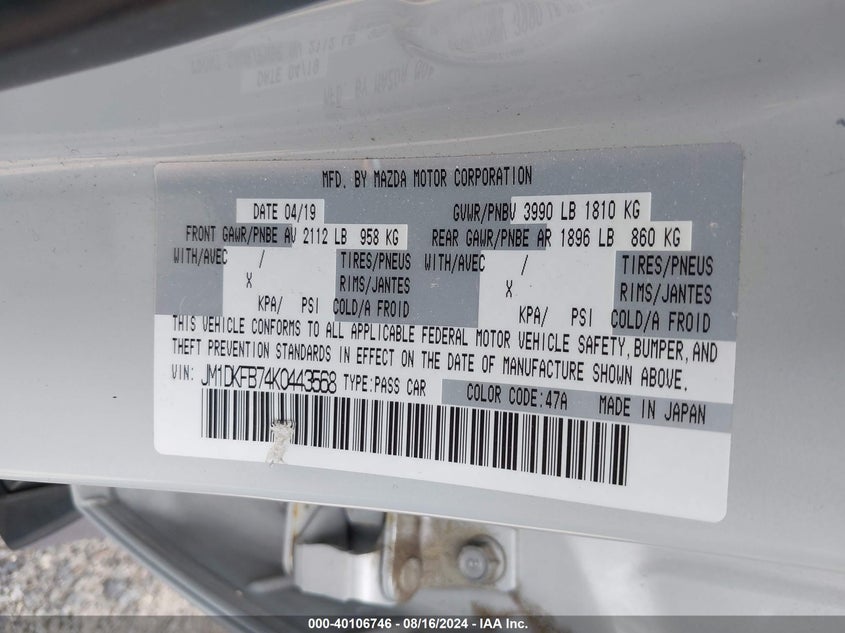 MFD. BY MAZDA MOTOR CORPORATION
DATE 04/19 GVWR/PNBV 3990 LB 1810 KG
FRONT GAWR/PNBE AV 2112 LB 958 KG REAR GAWR/PNBE AR 1896 LB 860 KG
WITH/AVEC / TIRES/PNEUS WITH/AVEC / TIRES/PNEUS
X RIMS/JANTES X RIMS/JANTES
KPA/ PSI COLD/A FROID KPA/ PSI COLD/A FROID
THIS VEHICLE CONFORMS TO ALL APPLICABLE FEDERAL MOTOR VEHICLE SAFETY, BUMPER, AND
THEFT PREVENTION STANDARDS IN EFFECT ON THE DATE OF MANUFACTURE SHOWN ABOVE.
VIN: JM1DKFB74K0443568 TYPE:PASS CAR COLOR CODE:47A MADE IN JAPAN
000-40106746 - 08/16/2024 - IAA Inc.